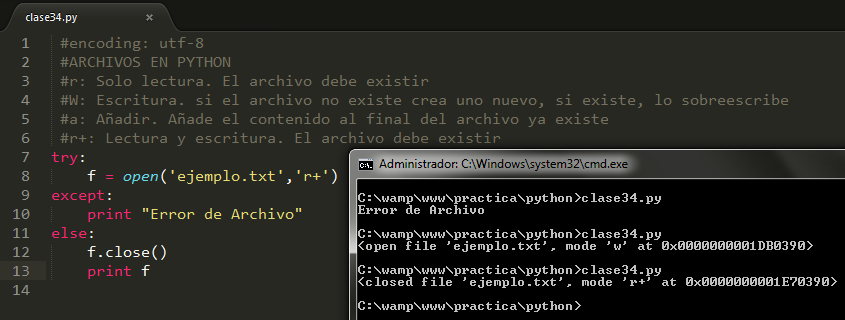 clase34.py ×
1 #encoding: utf-8
2 #ARCHIVOS EN PYTHON
3 #r: Solo lectura. El archivo debe existir
4 #W: Escritura. si el archivo no existe crea uno nuevo, si existe, lo sobreescribe
5 #a: Añadir. Añade el contenido al final del archivo ya existe
6 #r+: Lectura y escritura. El archivo debe existir
7 try:
8 f = open('ejemplo.txt','r+')
9 except:
10 print "Error de Archivo"
11 else:
12 f.close()
13 print f
14
Administrador: C:\Windows\system32\cmd.exe
C:\wamp\www\practica\python>clase34.py
Error de Archivo
C:\wamp\www\practica\python>clase34.py
<open file 'ejemplo.txt', mode 'w' at 0x0000000001DB0390>
C:\wamp\www\practica\python>clase34.py
<closed file 'ejemplo.txt', mode 'r+' at 0x0000000001E70390>
C:\wamp\www\practica\python>